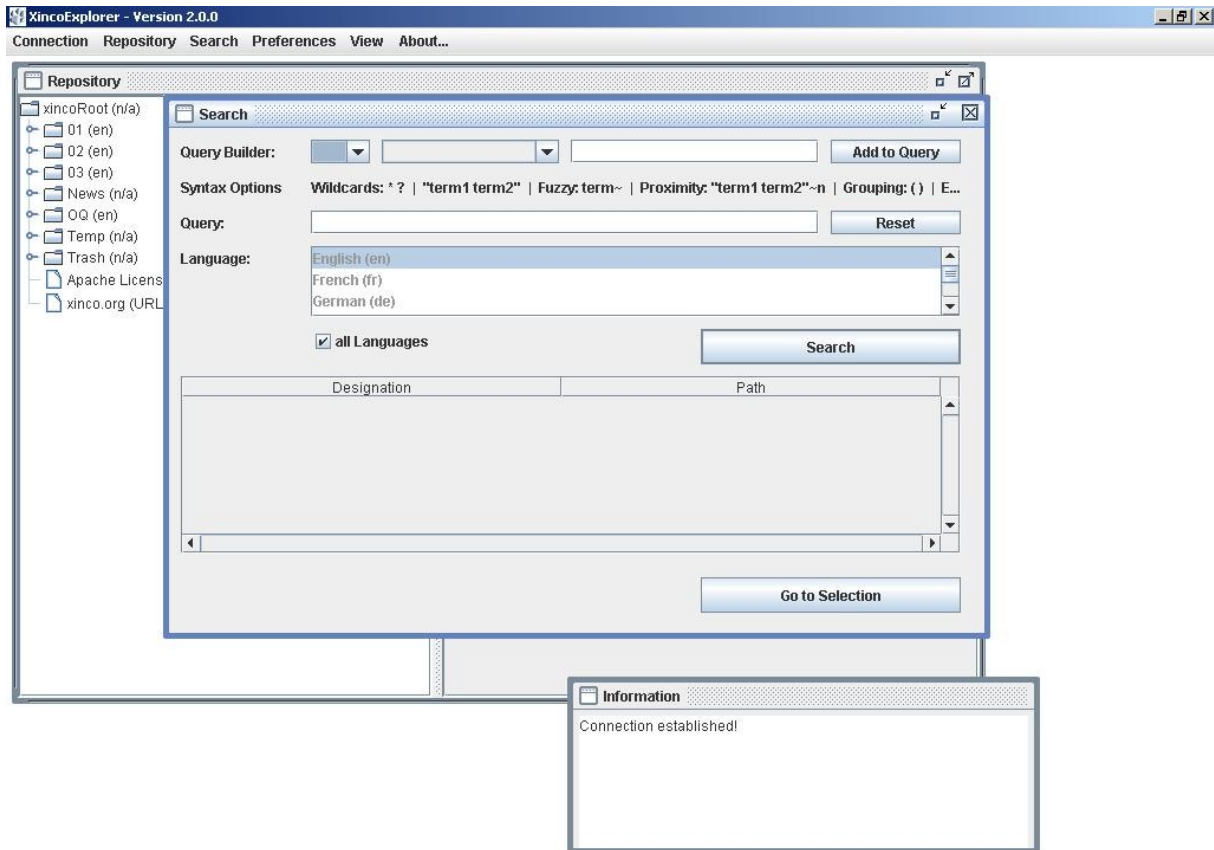 XincoExplorer - Version 2.0.0
Connection Repository Search Preferences View About...
Repository
xincoRoot (n/a)
01 (en)
02 (en)
03 (en)
News (n/a)
OQ (en)
Temp (n/a)
Trash (n/a)
Apache Licens
xinco.org (URL
Search
Query Builder: Add to Query
Syntax Options Wildcards: * ? | "term1 term2" | Fuzzy: term~ | Proximity: "term1 term2"~n | Grouping: ( ) | E...
Query: Reset
Language: English (en)
French (fr)
German (de)
all Languages Search
Designation Path
Go to Selection
Information
Connection established!